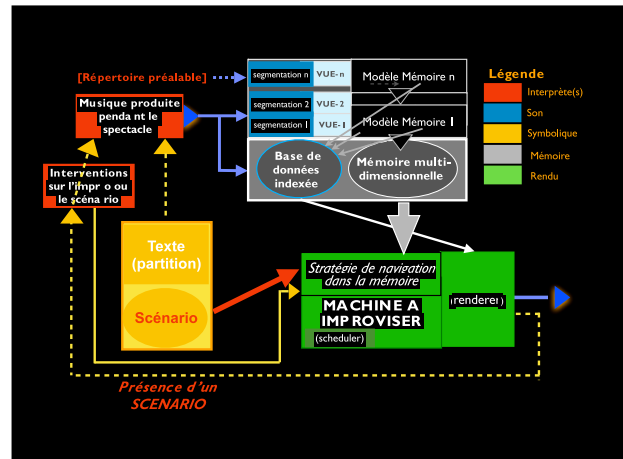 [Répertoire préalable]
segmentation n
VUE-n
Modèle Mémoire n
Légende
Interprète(s)
Son
Symbolique
Mémoire
Rendu
Musique produite
penda nt le
spectacle
segmentation 2
VUE-2
segmentation 1
VUE-1
Modèle Mémoire 1
Interventions
sur l'impr o ou
le scéna rio
Base de
données
indexée
Mémoire multi-
dimensionnelle
Texte
(partition)
Scénario
Stratégie de navigation
dans la mémoire
MACHINE A
IMPROVISER
(scheduler)
(renderer)
Présence d'un
SCENARIO